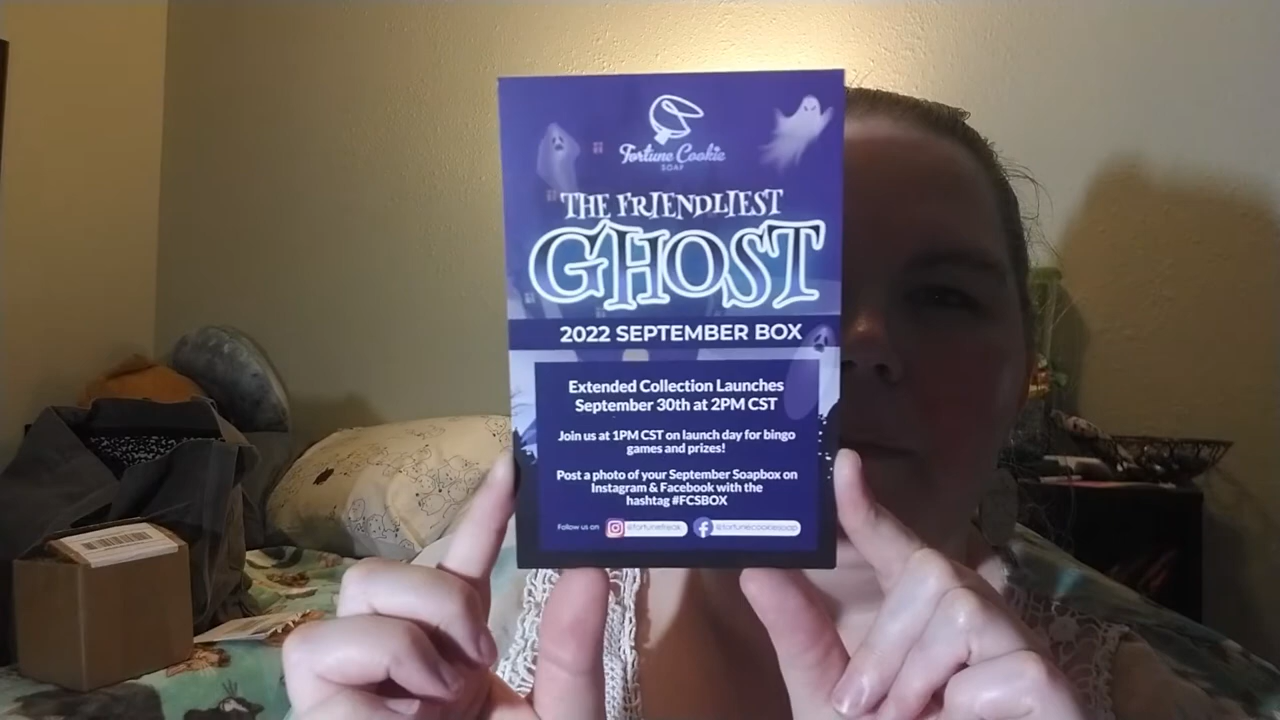 Fortune Cookie
SOAP
THE FRIENDLIEST
GHOST
2022 SEPTEMBER BOX
Extended Collection Launches
September 30th at 2PM CST
Join us at 1PM CST on launch day for bingo
games and prizes!
Post a photo of your September Soapbox on
Instagram & Facebook with the
hashtag #FCSBOX
Follow us on
@fortunecookiesoap